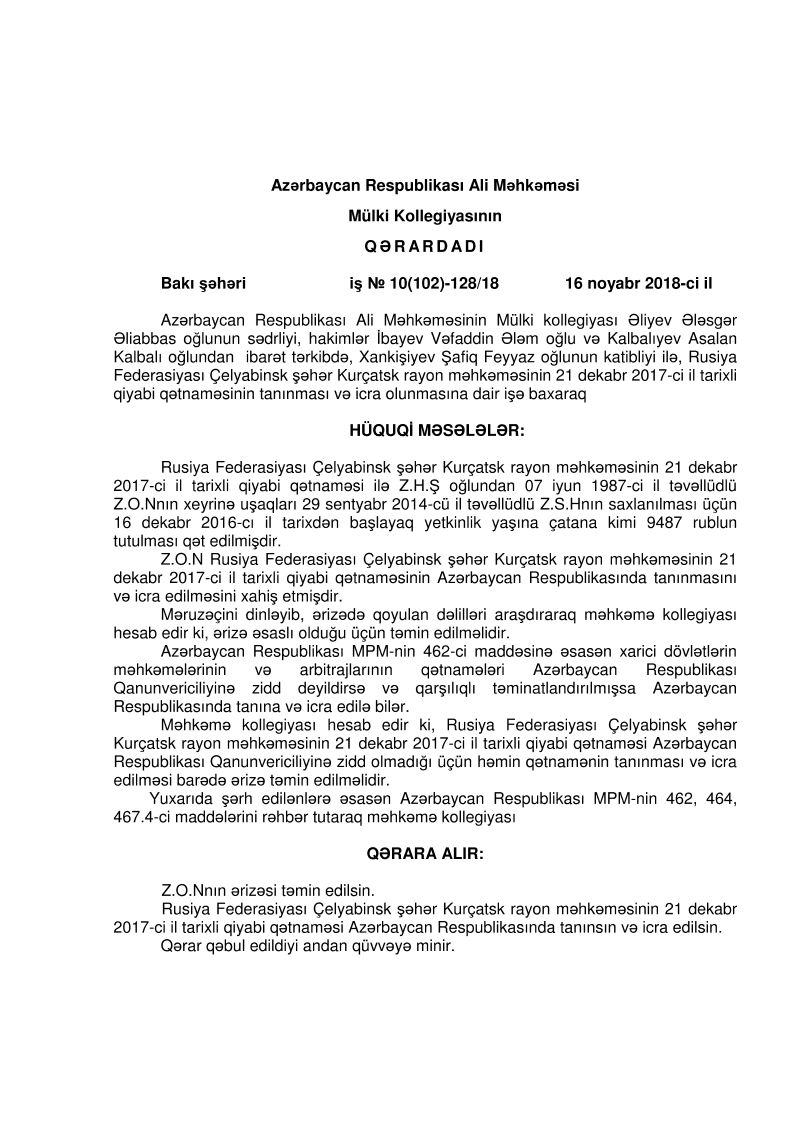 Azərbaycan Respublikası Ali Məhkəməsi
Mülki Kollegiyasının
Q Ə R A R D A D I
Bakı şəhəri iş № 10(102)-128/18 16 noyabr 2018-ci il
Azərbaycan Respublikası Ali Məhkəməsinin Mülki kollegiyası Əliyev Ələsgər
Əliabbas oğlunun sədrliyi, hakimlər İbayev Vəfaddin Ələm oğlu və Kalbalıyev Asalan
Kalbalı oğlundan ibarət tərkibdə, Xankişiyev Şafiq Feyyaz oğlunun katibliyi ilə, Rusiya
Federasiyası Çelyabinsk şəhər Kurçatsk rayon məhkəməsinin 21 dekabr 2017-ci il tarixli
qiyabi qətnaməsinin tanınması və icra olunmasına dair işə baxaraq
HÜQUQİ MƏSƏLƏLƏR:
Rusiya Federasiyası Çelyabinsk şəhər Kurçatsk rayon məhkəməsinin 21 dekabr
2017-ci il tarixli qiyabi qətnaməsi ilə Z.H.Ş oğlundan 07 iyun 1987-ci il təvəllüdlü
Z.O.Nnın xeyrinə uşaqları 29 sentyabr 2014-cü il təvəllüdlü Z.S.Hnın saxlanılması üçün
16 dekabr 2016-cı il tarixdən başlayaq yetkinlik yaşına çatana kimi 9487 rublun
tutulması qət edilmişdir.
Z.O.N Rusiya Federasiyası Çelyabinsk şəhər Kurçatsk rayon məhkəməsinin 21
dekabr 2017-ci il tarixli qiyabi qətnaməsinin Azərbaycan Respublikasında tanınmasını
və icra edilməsini xahiş etmişdir.
Məruzəçini dinləyib, ərizədə qoyulan dəlilləri araşdıraraq məhkəmə kollegiyası
hesab edir ki, ərizə əsaslı olduğu üçün təmin edilməlidir.
Azərbaycan Respublikası MPM-nin 462-ci maddəsinə əsasən xarici dövlətlərin
məhkəmələrinin və arbitrajlarının qətnamələri Azərbaycan Respublikası
Qanunvericiliyinə zidd deyildirsə və qarşılıqlı təminatlandırılmışsa Azərbaycan
Respublikasında tanına və icra edilə bilər.
Məhkəmə kollegiyası hesab edir ki, Rusiya Federasiyası Çelyabinsk şəhər
Kurçatsk rayon məhkəməsinin 21 dekabr 2017-ci il tarixli qiyabi qətnaməsi Azərbaycan
Respublikası Qanunvericiliyinə zidd olmadığı üçün həmin qətnamənin tanınması və icra
edilməsi barədə ərizə təmin edilməlidir.
Yuxarıda şərh edilənlərə əsasən Azərbaycan Respublikası MPM-nin 462, 464,
467.4-ci maddələrini rəhbər tutaraq məhkəmə kollegiyası
QƏRARA ALIR:
Z.O.Nnın ərizəsi təmin edilsin.
Rusiya Federasiyası Çelyabinsk şəhər Kurçatsk rayon məhkəməsinin 21 dekabr
2017-ci il tarixli qiyabi qətnaməsi Azərbaycan Respublikasında tanınsın və icra edilsin.
Qərar qəbul edildiyi andan qüvvəyə minir.